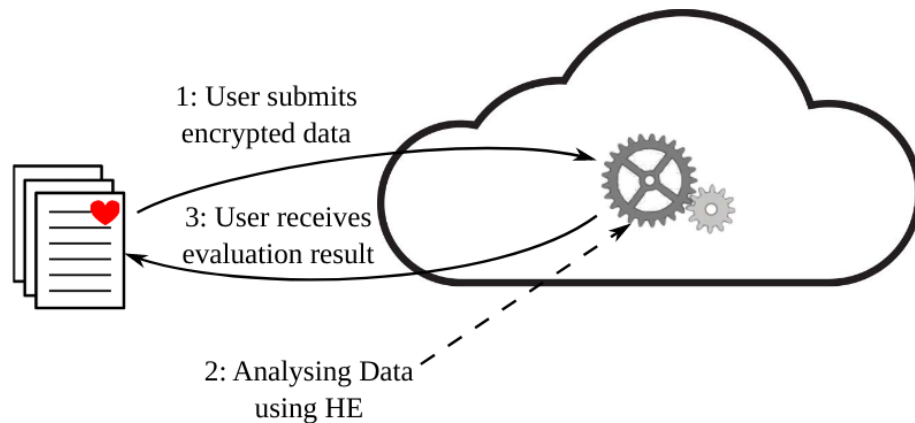 1: User submits
encrypted data
3: User receives
evaluation result
2: Analysing Data
using HE